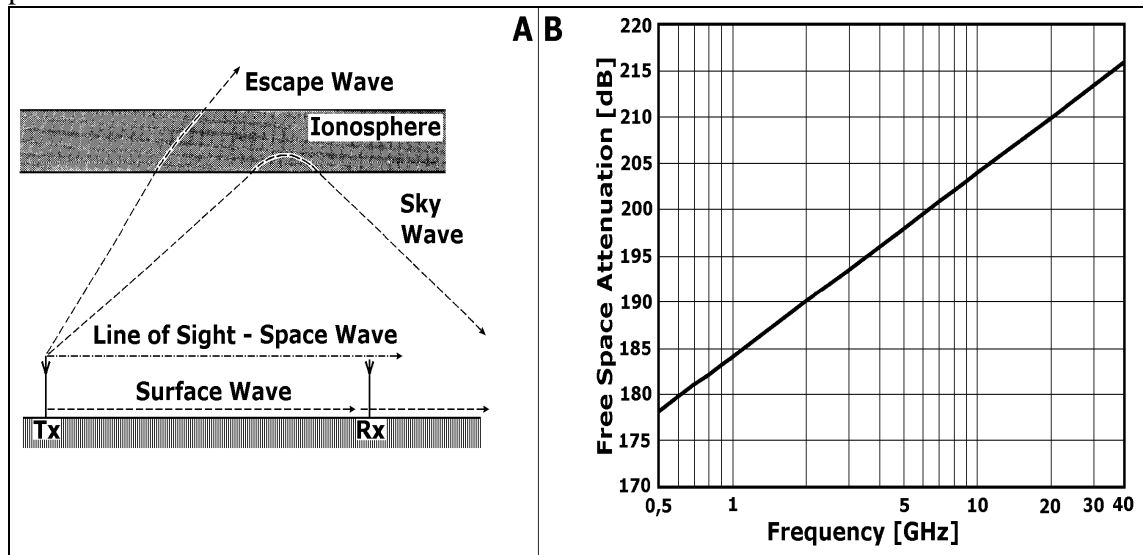 A
Escape Wave
Ionosphere
Sky
Wave
Line of Sight - Space Wave
Surface Wave
Tx
Rx
B
Free Space Attenuation [dB]
220
215
210
205
200
195
190
185
180
175
170
0,5
1
5
10
20
30
40
Frequency [GHz]